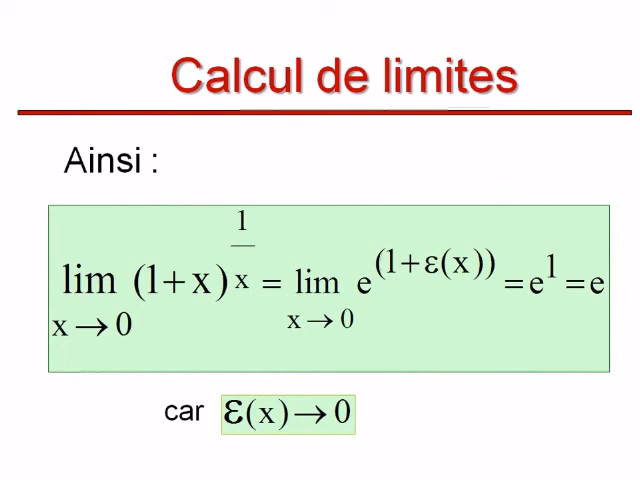 Calcul de limites
Ainsi :
lim (1+x)^(1/x) = lim e^(1+ε(x)) = e^1 = e
x→0 x→0
car ε(x)→0